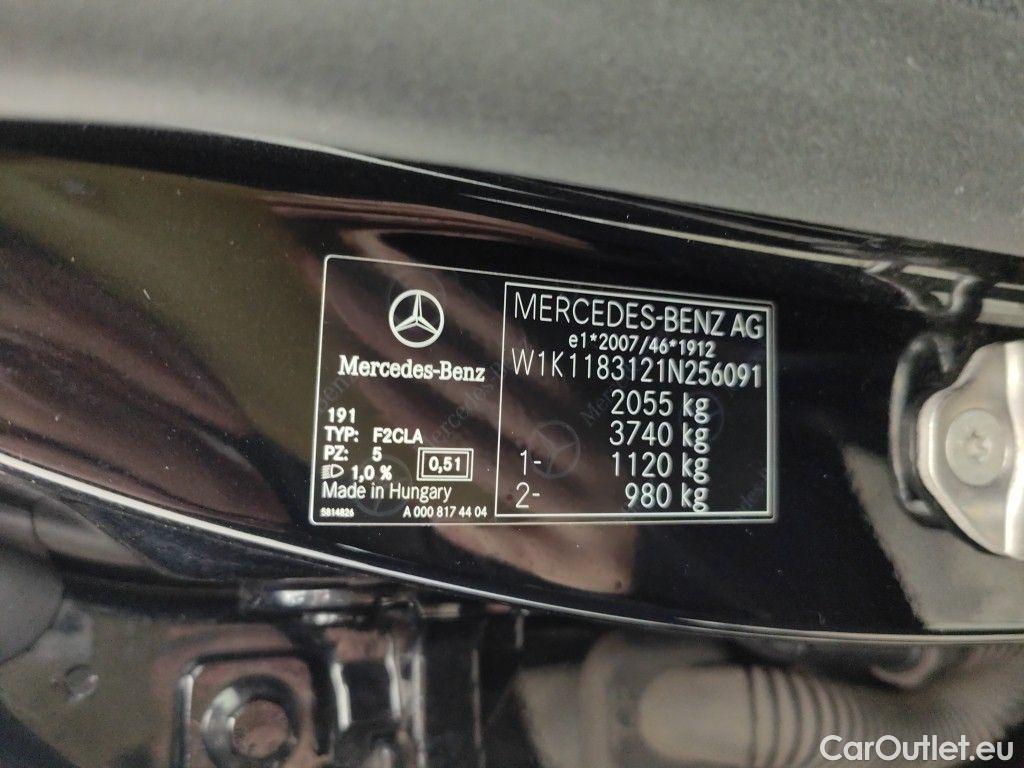 Mercedes-Benz
191
TYP: F2CLA
PZ: 5
1,0 % 0,51
Made in Hungary
S814826 A 000 817 44 04
MERCEDES-BENZ AG
e1*2007/46*1912
W1K1183121N256091
2055 kg
3740 kg
1- 1120 kg
2- 980 kg
CarOutlet.eu